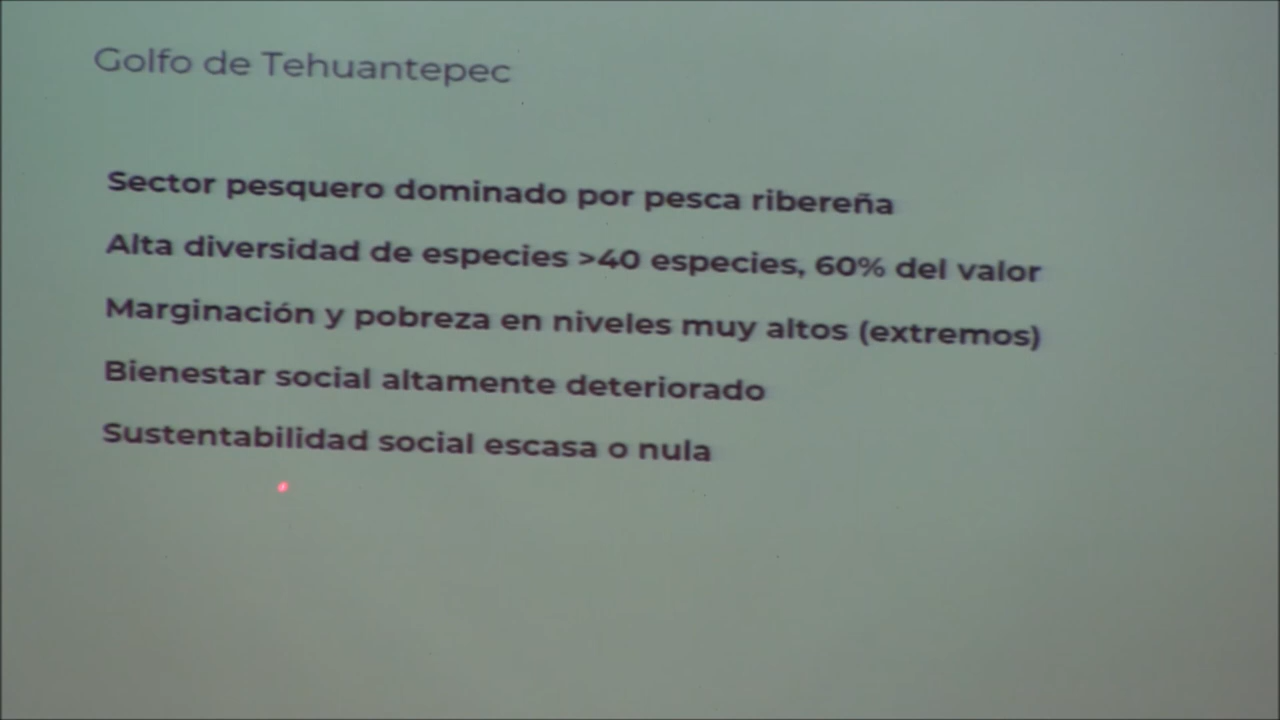 Golfo de Tehuantepec
Sector pesquero dominado por pesca ribereña
Alta diversidad de especies >40 especies, 60% del valor
Marginación y pobreza en niveles muy altos (extremos)
Bienestar social altamente deteriorado
Sustentabilidad social escasa o nula